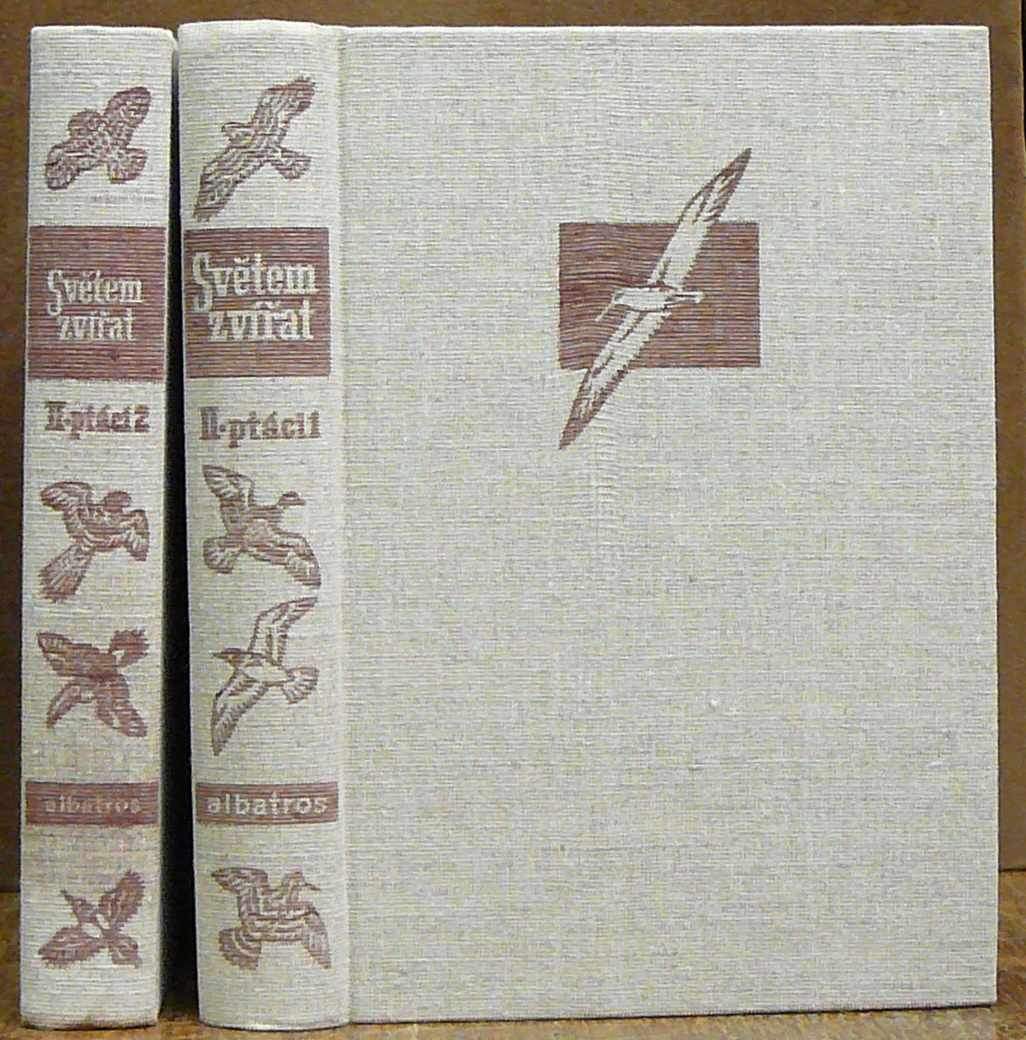 Světem
zvířat
II·ptáci 2
albatros
Světem
zvířat
II·ptáci 1
albatros